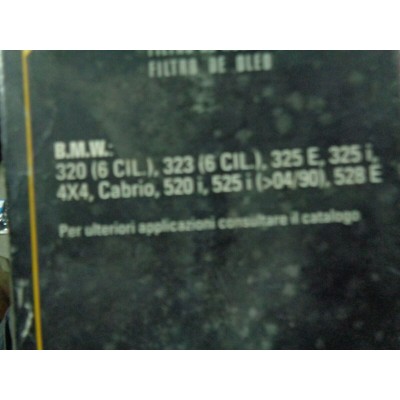 FILTRO DE OLEO
B.M.W.:
320 (6 CIL.), 323 (6 CIL.), 325 E, 325 i,
4X4, Cabrio, 520 i, 525 i (>04/90), 528 E
Per ulteriori applicazioni consultare il catalogo